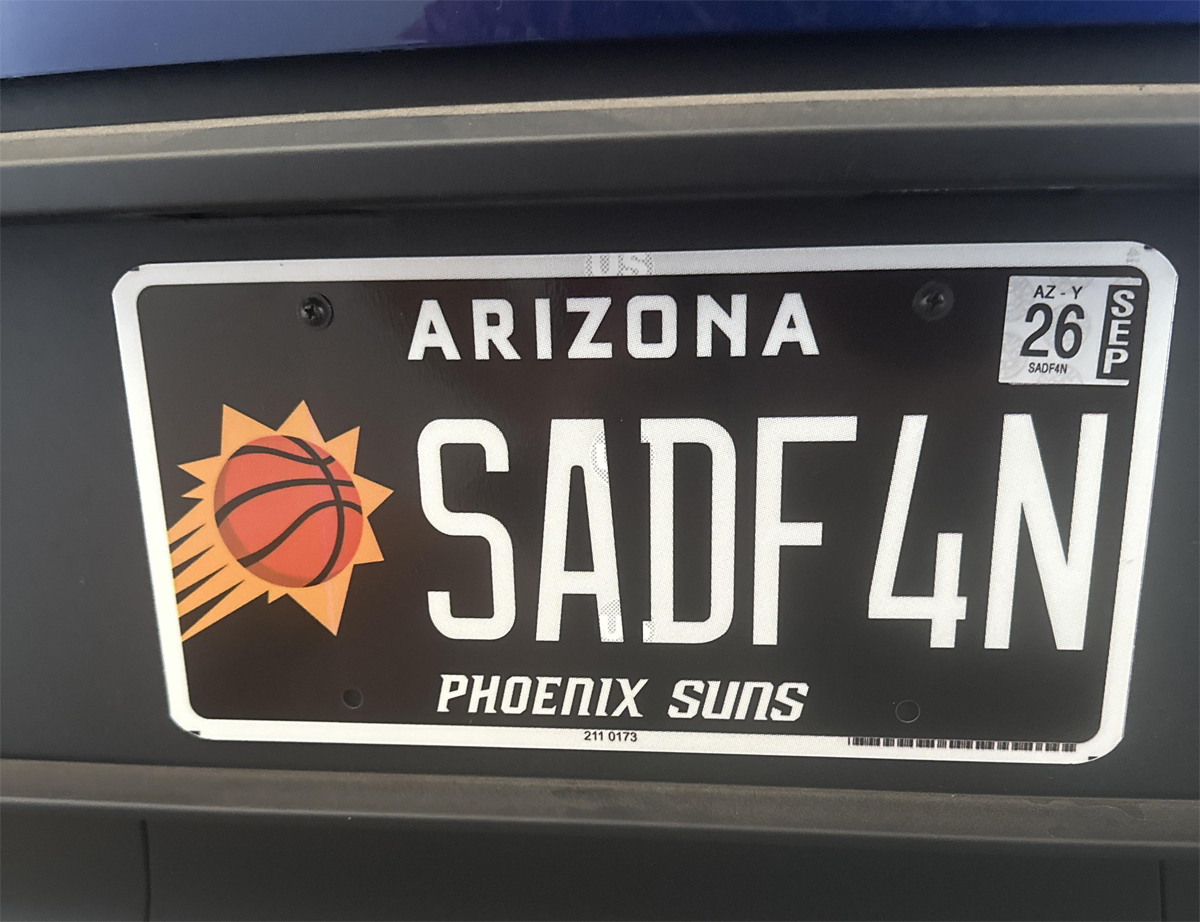 ARIZONA
AZ - Y
26
SEP
SADF4N
SADF4N
PHOENIX SUNS
211 0173